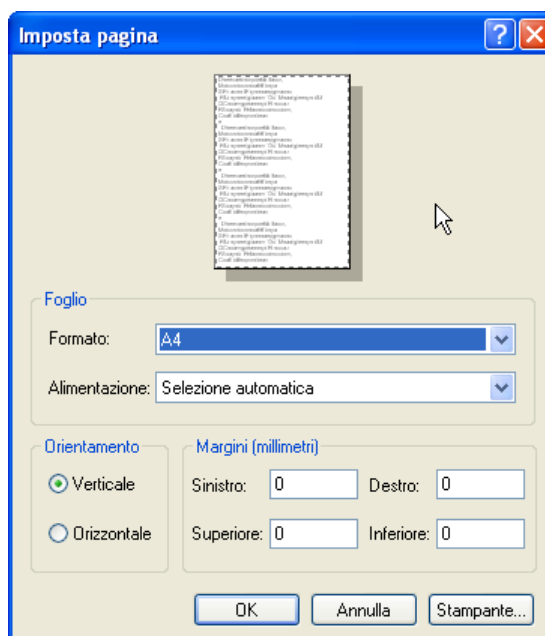 Imposta pagina
Foglio
Formato: A4
Alimentazione: Selezione automatica
Orientamento
Verticale
Orizzontale
Margini (millimetri)
Sinistro: 0 Destro: 0
Superiore: 0 Inferiore: 0
OK Annulla Stampante...